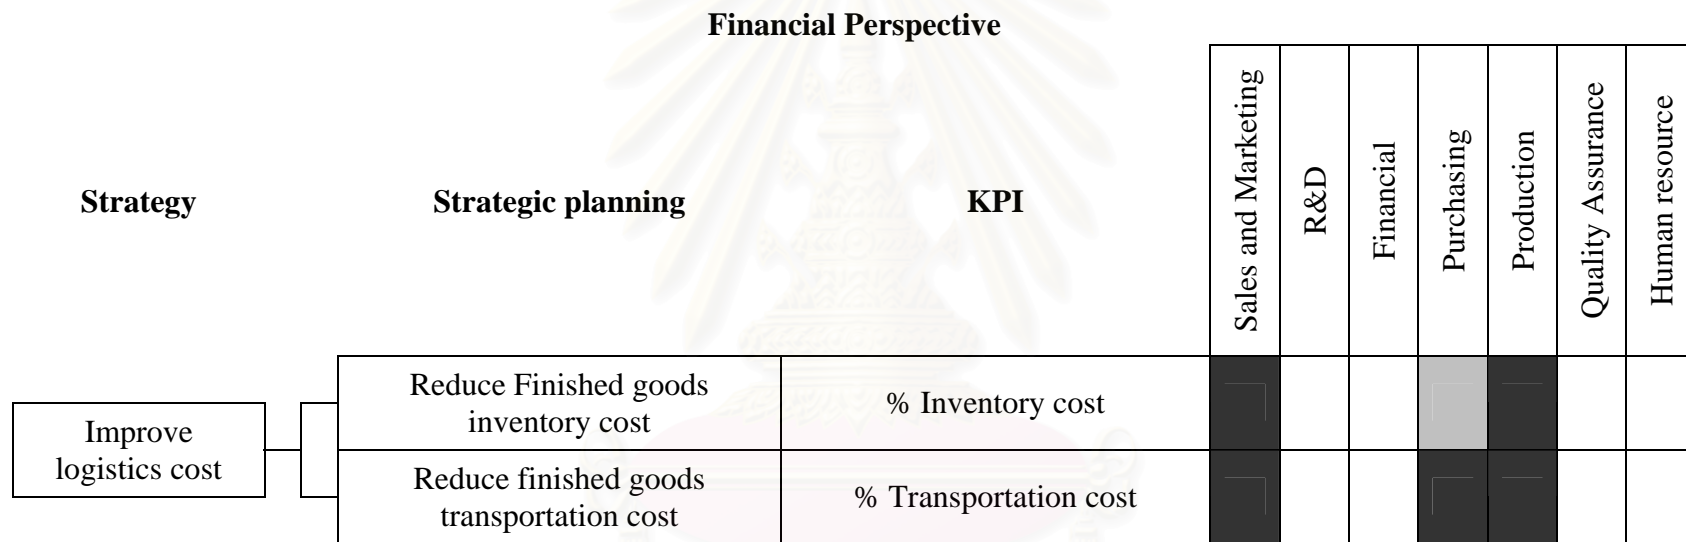 Financial Perspective
Strategy
Strategic planning
KPI
Sales and Marketing
R&D
Financial
Purchasing
Production
Quality Assurance
Human resource
Improve
logistics cost
Reduce Finished goods
inventory cost
% Inventory cost
Reduce finished goods
transportation cost
% Transportation cost